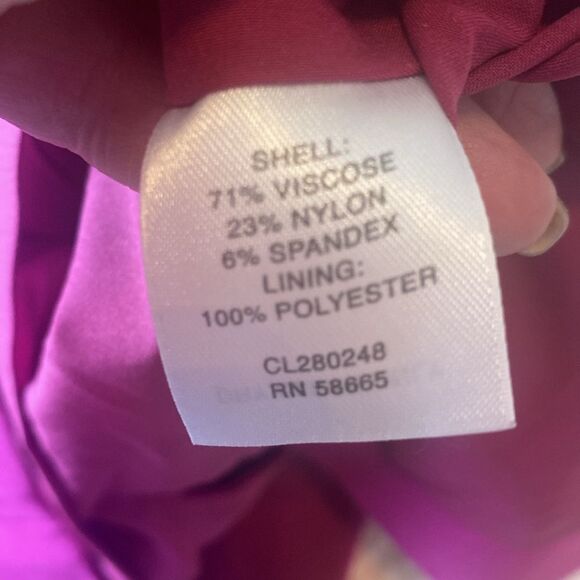 SHELL:
71% VISCOSE
23% NYLON
6% SPANDEX
LINING:
100% POLYESTER
CL280248
RN 58665